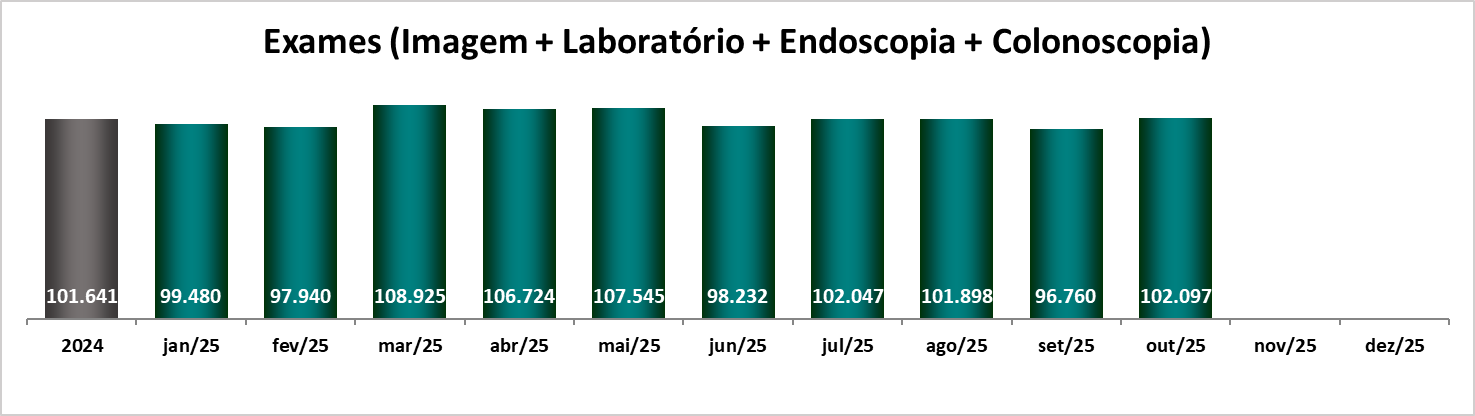 Exames (Imagem + Laboratório + Endoscopia + Colonoscopia)
101.641 99.480 97.940 108.925 106.724 107.545 98.232 102.047 101.898 96.760 102.097
2024 jan/25 fev/25 mar/25 abr/25 mai/25 jun/25 jul/25 ago/25 set/25 out/25 nov/25 dez/25